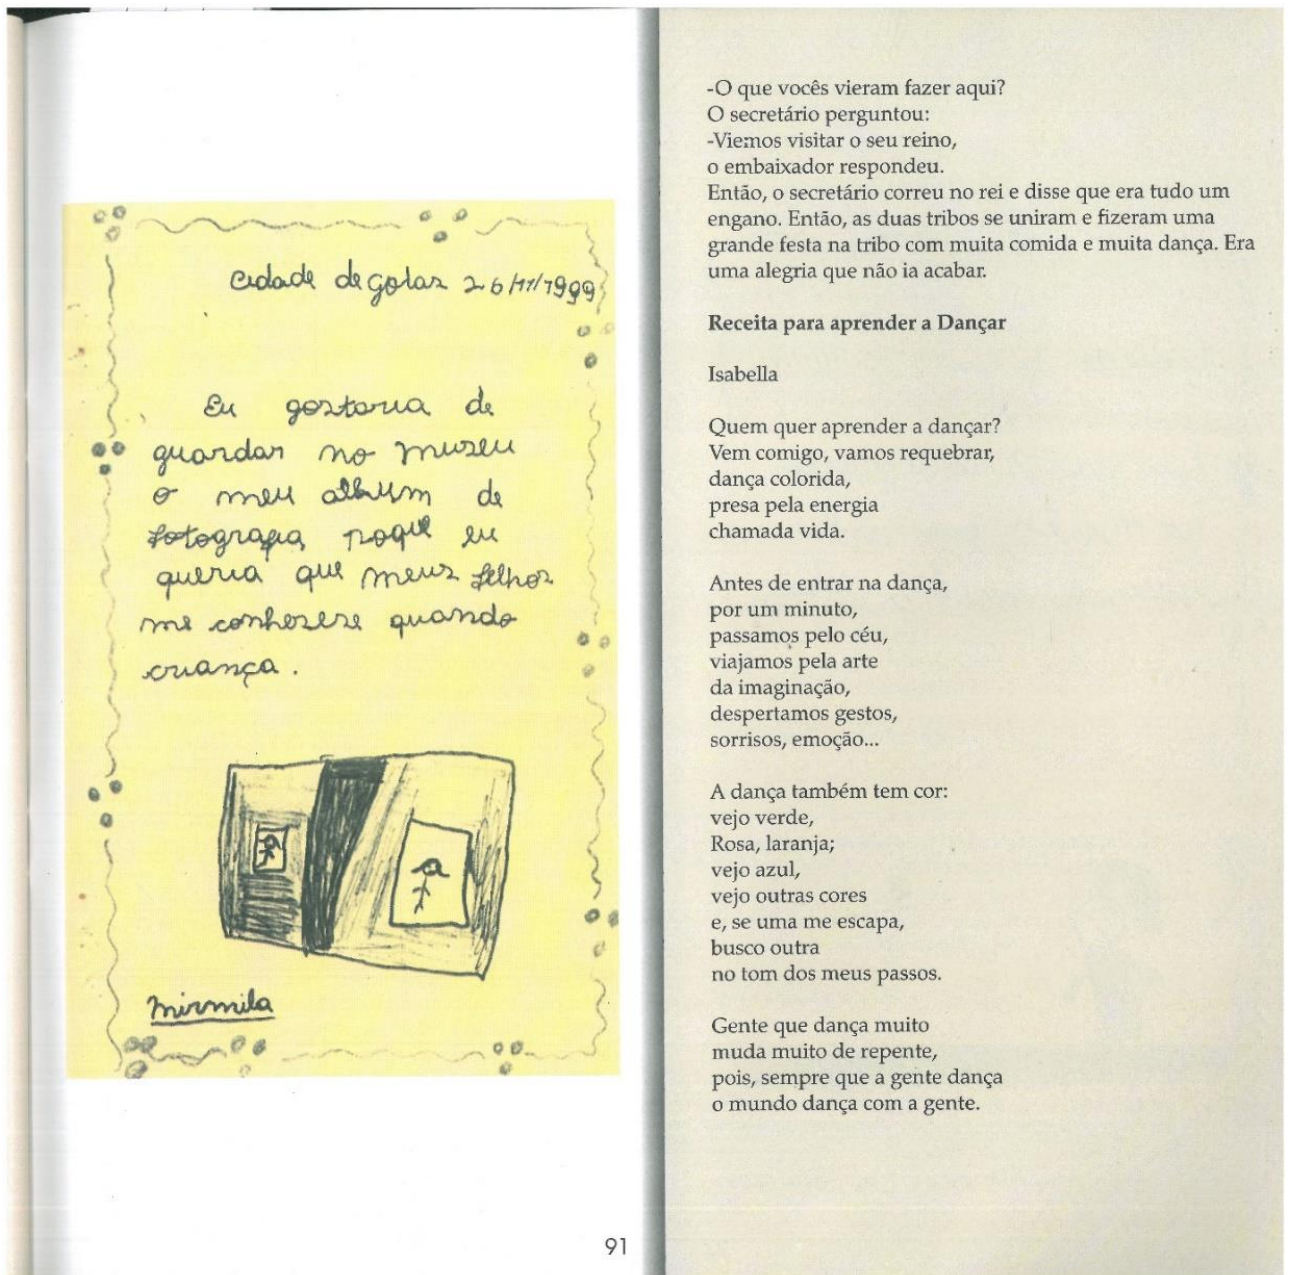 Cidade de golas 26/11/1999
Eu gostaria de
guardar no museu
o meu album de
fotografia poque eu
queria que meus filhos
me conhesese quando
criança.
mirmila
91
-O que vocês vieram fazer aqui?
O secretário perguntou:
-Viemos visitar o seu reino,
o embaixador respondeu.
Então, o secretário correu no rei e disse que era tudo um
engano. Então, as duas tribos se uniram e fizeram uma
grande festa na tribo com muita comida e muita dança. Era
uma alegria que não ia acabar.
Receita para aprender a Dançar
Isabella
Quem quer aprender a dançar?
Vem comigo, vamos requebrar,
dança colorida,
presa pela energia
chamada vida.
Antes de entrar na dança,
por um minuto,
passamos pelo céu,
viajamos pela arte
da imaginação,
despertamos gestos,
sorrisos, emoção...
A dança também tem cor:
vejo verde,
Rosa, laranja;
vejo azul,
vejo outras cores
e, se uma me escapa,
busco outra
no tom dos meus passos.
Gente que dança muito
muda muito de repente,
pois, sempre que a gente dança
o mundo dança com a gente.